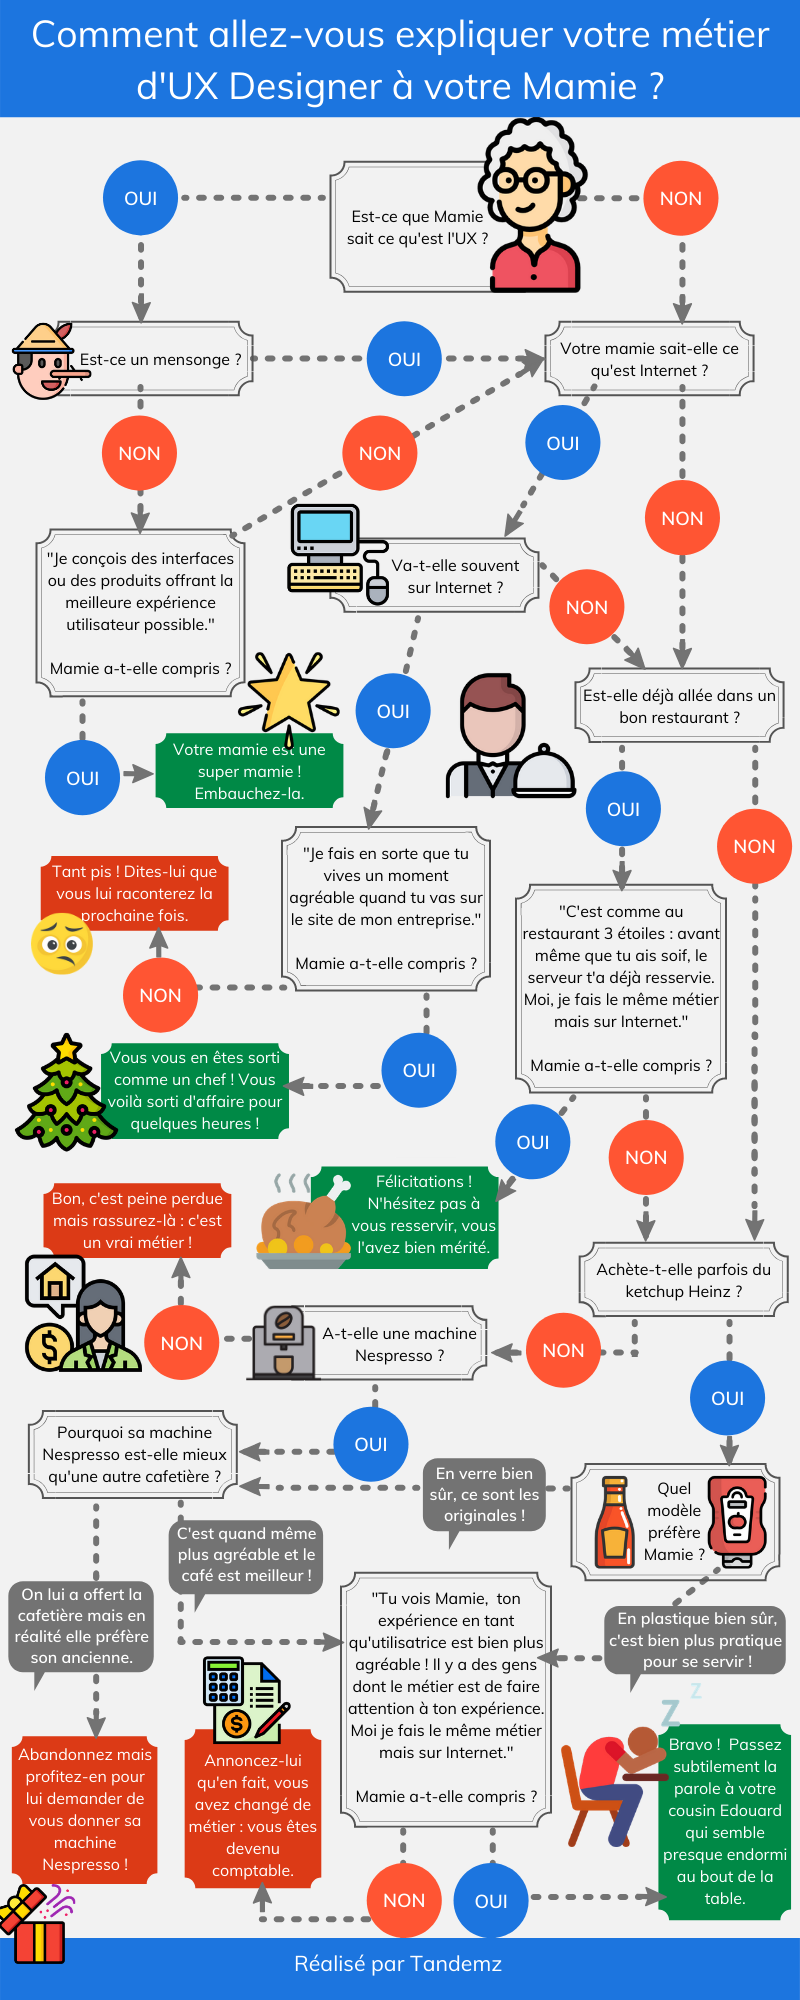 Comment allez-vous expliquer votre métier
d'UX Designer à votre Mamie ?
OUI
Est-ce que Mamie
sait ce qu'est l'UX ?
NON
Est-ce un mensonge ?
OUI
Votre mamie sait-elle ce
qu'est Internet ?
NON
NON
OUI
NON
"Je conçois des interfaces
ou des produits offrant la
meilleure expérience
utilisateur possible."
Mamie a-t-elle compris ?
Va-t-elle souvent
sur Internet ?
NON
OUI
Est-elle déjà allée dans un
bon restaurant ?
OUI
Votre mamie est une
super mamie !
Embauchez-la.
OUI
NON
"Je fais en sorte que tu
vives un moment
agréable quand tu vas sur
le site de mon entreprise."
Mamie a-t-elle compris ?
Tant pis ! Dites-lui que
vous lui raconterez la
prochaine fois.
NON
"C'est comme au
restaurant 3 étoiles : avant
même que tu ais soif, le
serveur t'a déjà resservie.
Moi, je fais le même métier
mais sur Internet."
Mamie a-t-elle compris ?
OUI
Vous vous en êtes sorti
comme un chef ! Vous
voilà sorti d'affaire pour
quelques heures !
OUI
NON
Félicitations !
N'hésitez pas à
vous resservir, vous
l'avez bien mérité.
Bon, c'est peine perdue
mais rassurez-là : c'est
un vrai métier !
Achète-t-elle parfois du
ketchup Heinz ?
NON
A-t-elle une machine
Nespresso ?
NON
OUI
OUI
Pourquoi sa machine
Nespresso est-elle mieux
qu'une autre cafetière ?
En verre bien
sûr, ce sont les
originales !
Quel
modèle
préfère
Mamie ?
C'est quand même
plus agréable et le
café est meilleur !
On lui a offert la
cafetière mais en
réalité elle préfère
son ancienne.
"Tu vois Mamie, ton
expérience en tant
qu'utilisatrice est bien plus
agréable ! Il y a des gens
dont le métier est de faire
attention à ton expérience.
Moi je fais le même métier
mais sur Internet."
Mamie a-t-elle compris ?
En plastique bien sûr,
c'est bien plus pratique
pour se servir !
Z
Z
Abandonnez mais
profitez-en pour
lui demander de
vous donner sa
machine
Nespresso !
$
$
Annoncez-lui
qu'en fait, vous
avez changé de
métier : vous êtes
devenu
comptable.
Bravo ! Passez
subtilement la
parole à votre
cousin Edouard
qui semble
presque endormi
au bout de la
table.
NON
OUI
Réalisé par Tandemz